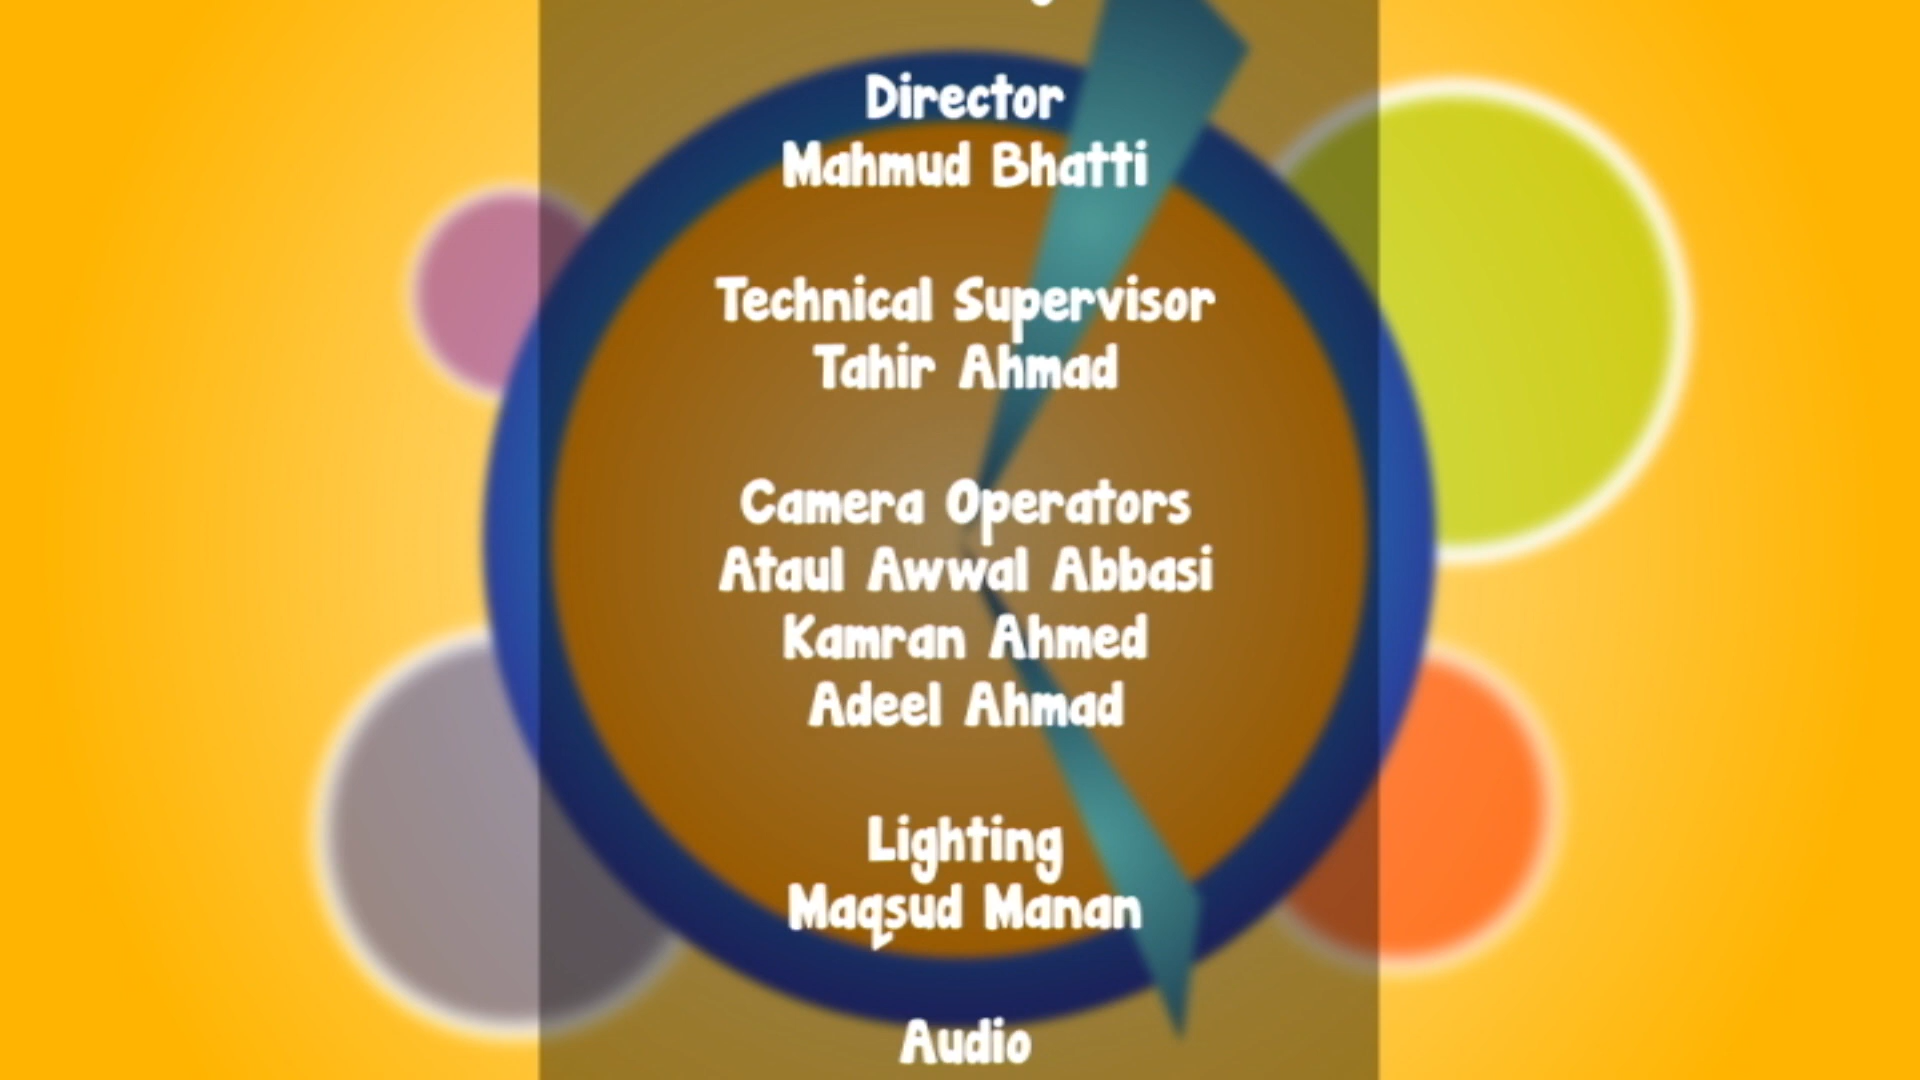 Director
Mahmud Bhatti
Technical Supervisor
Tahir Ahmad
Camera Operators
Ataul Awwal Abbasi
Kamran Ahmed
Adeel Ahmad
Lighting
Maqsud Manan
Audio